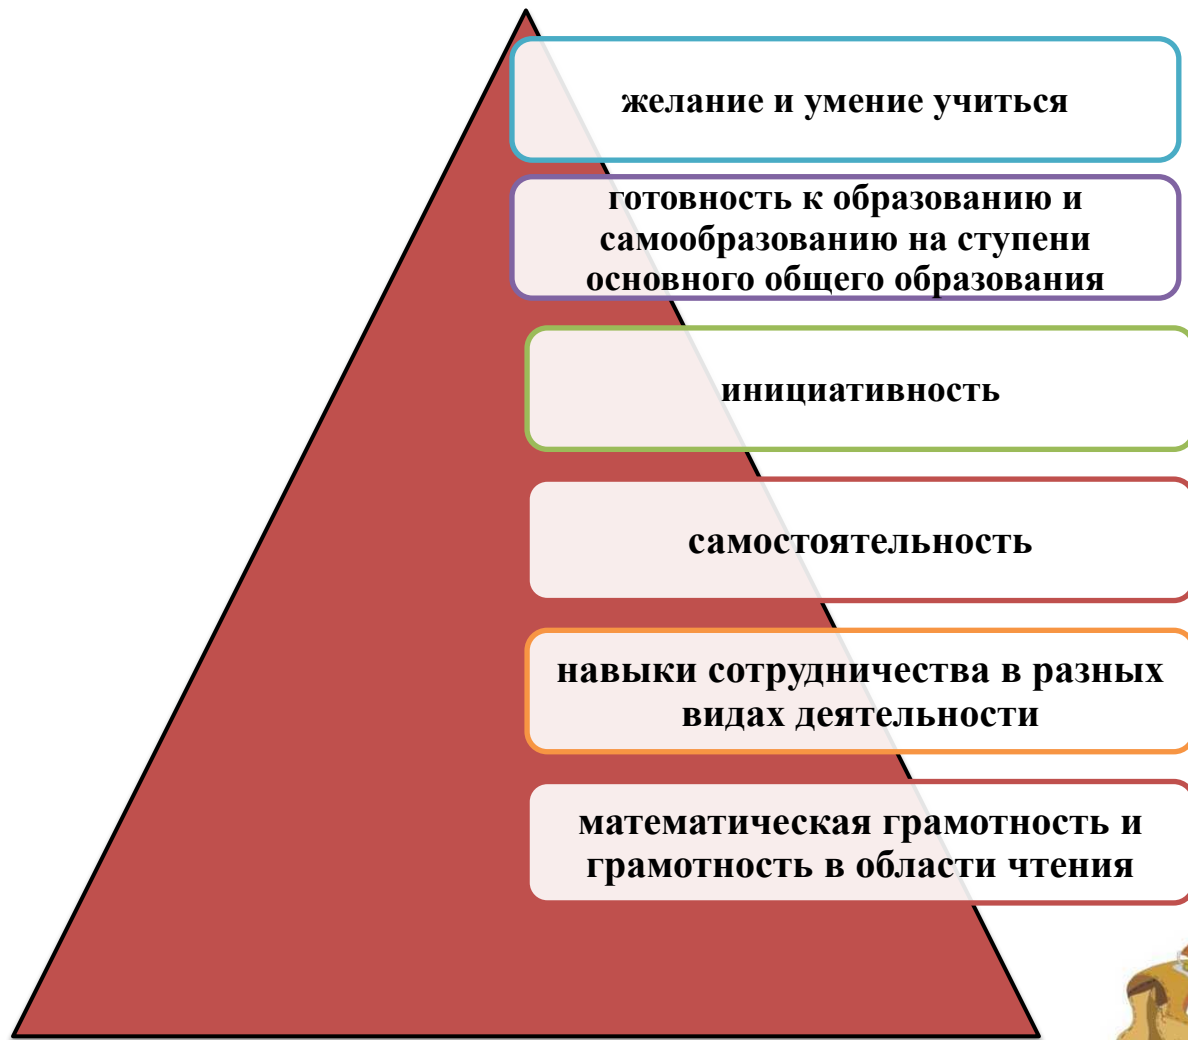 желание и умение учиться
готовность к образованию и
самообразованию на ступени
основного общего образования
инициативность
самостоятельность
навыки сотрудничества в разных
видах деятельности
математическая грамотность и
грамотность в области чтения